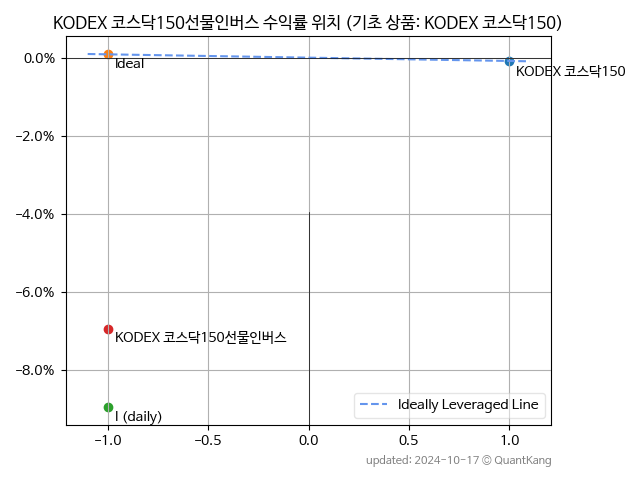 KODEX 코스닥150선물인버스 수익률 위치 (기초 상품: KODEX 코스닥150)
0.0%
Ideal
KODEX 코스닥150
−2.0%
−4.0%
−6.0%
KODEX 코스닥150선물인버스
−8.0%
I (daily)
Ideally Leveraged Line
−1.0 −0.5 0.0 0.5 1.0
updated: 2024-10-17 © QuantKang